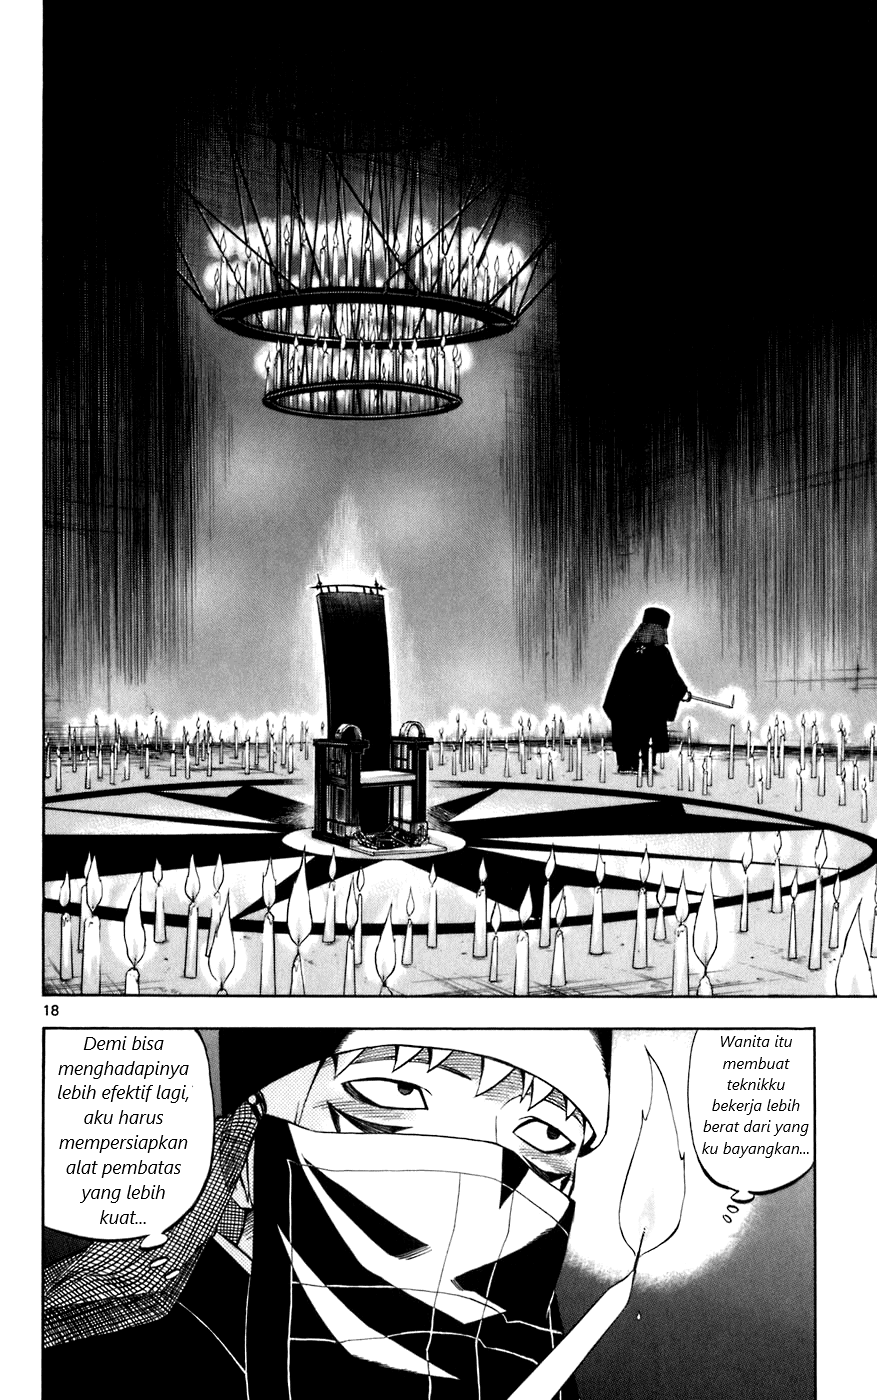 18
Wanita itu
membuat
teknikku
bekerja lebih
berat dari yang
ku bayangkan...
Demi bisa
menghadapinya
lebih efektif lagi,
aku harus
mempersiapkan
alat pembatas
yang lebih
kuat...